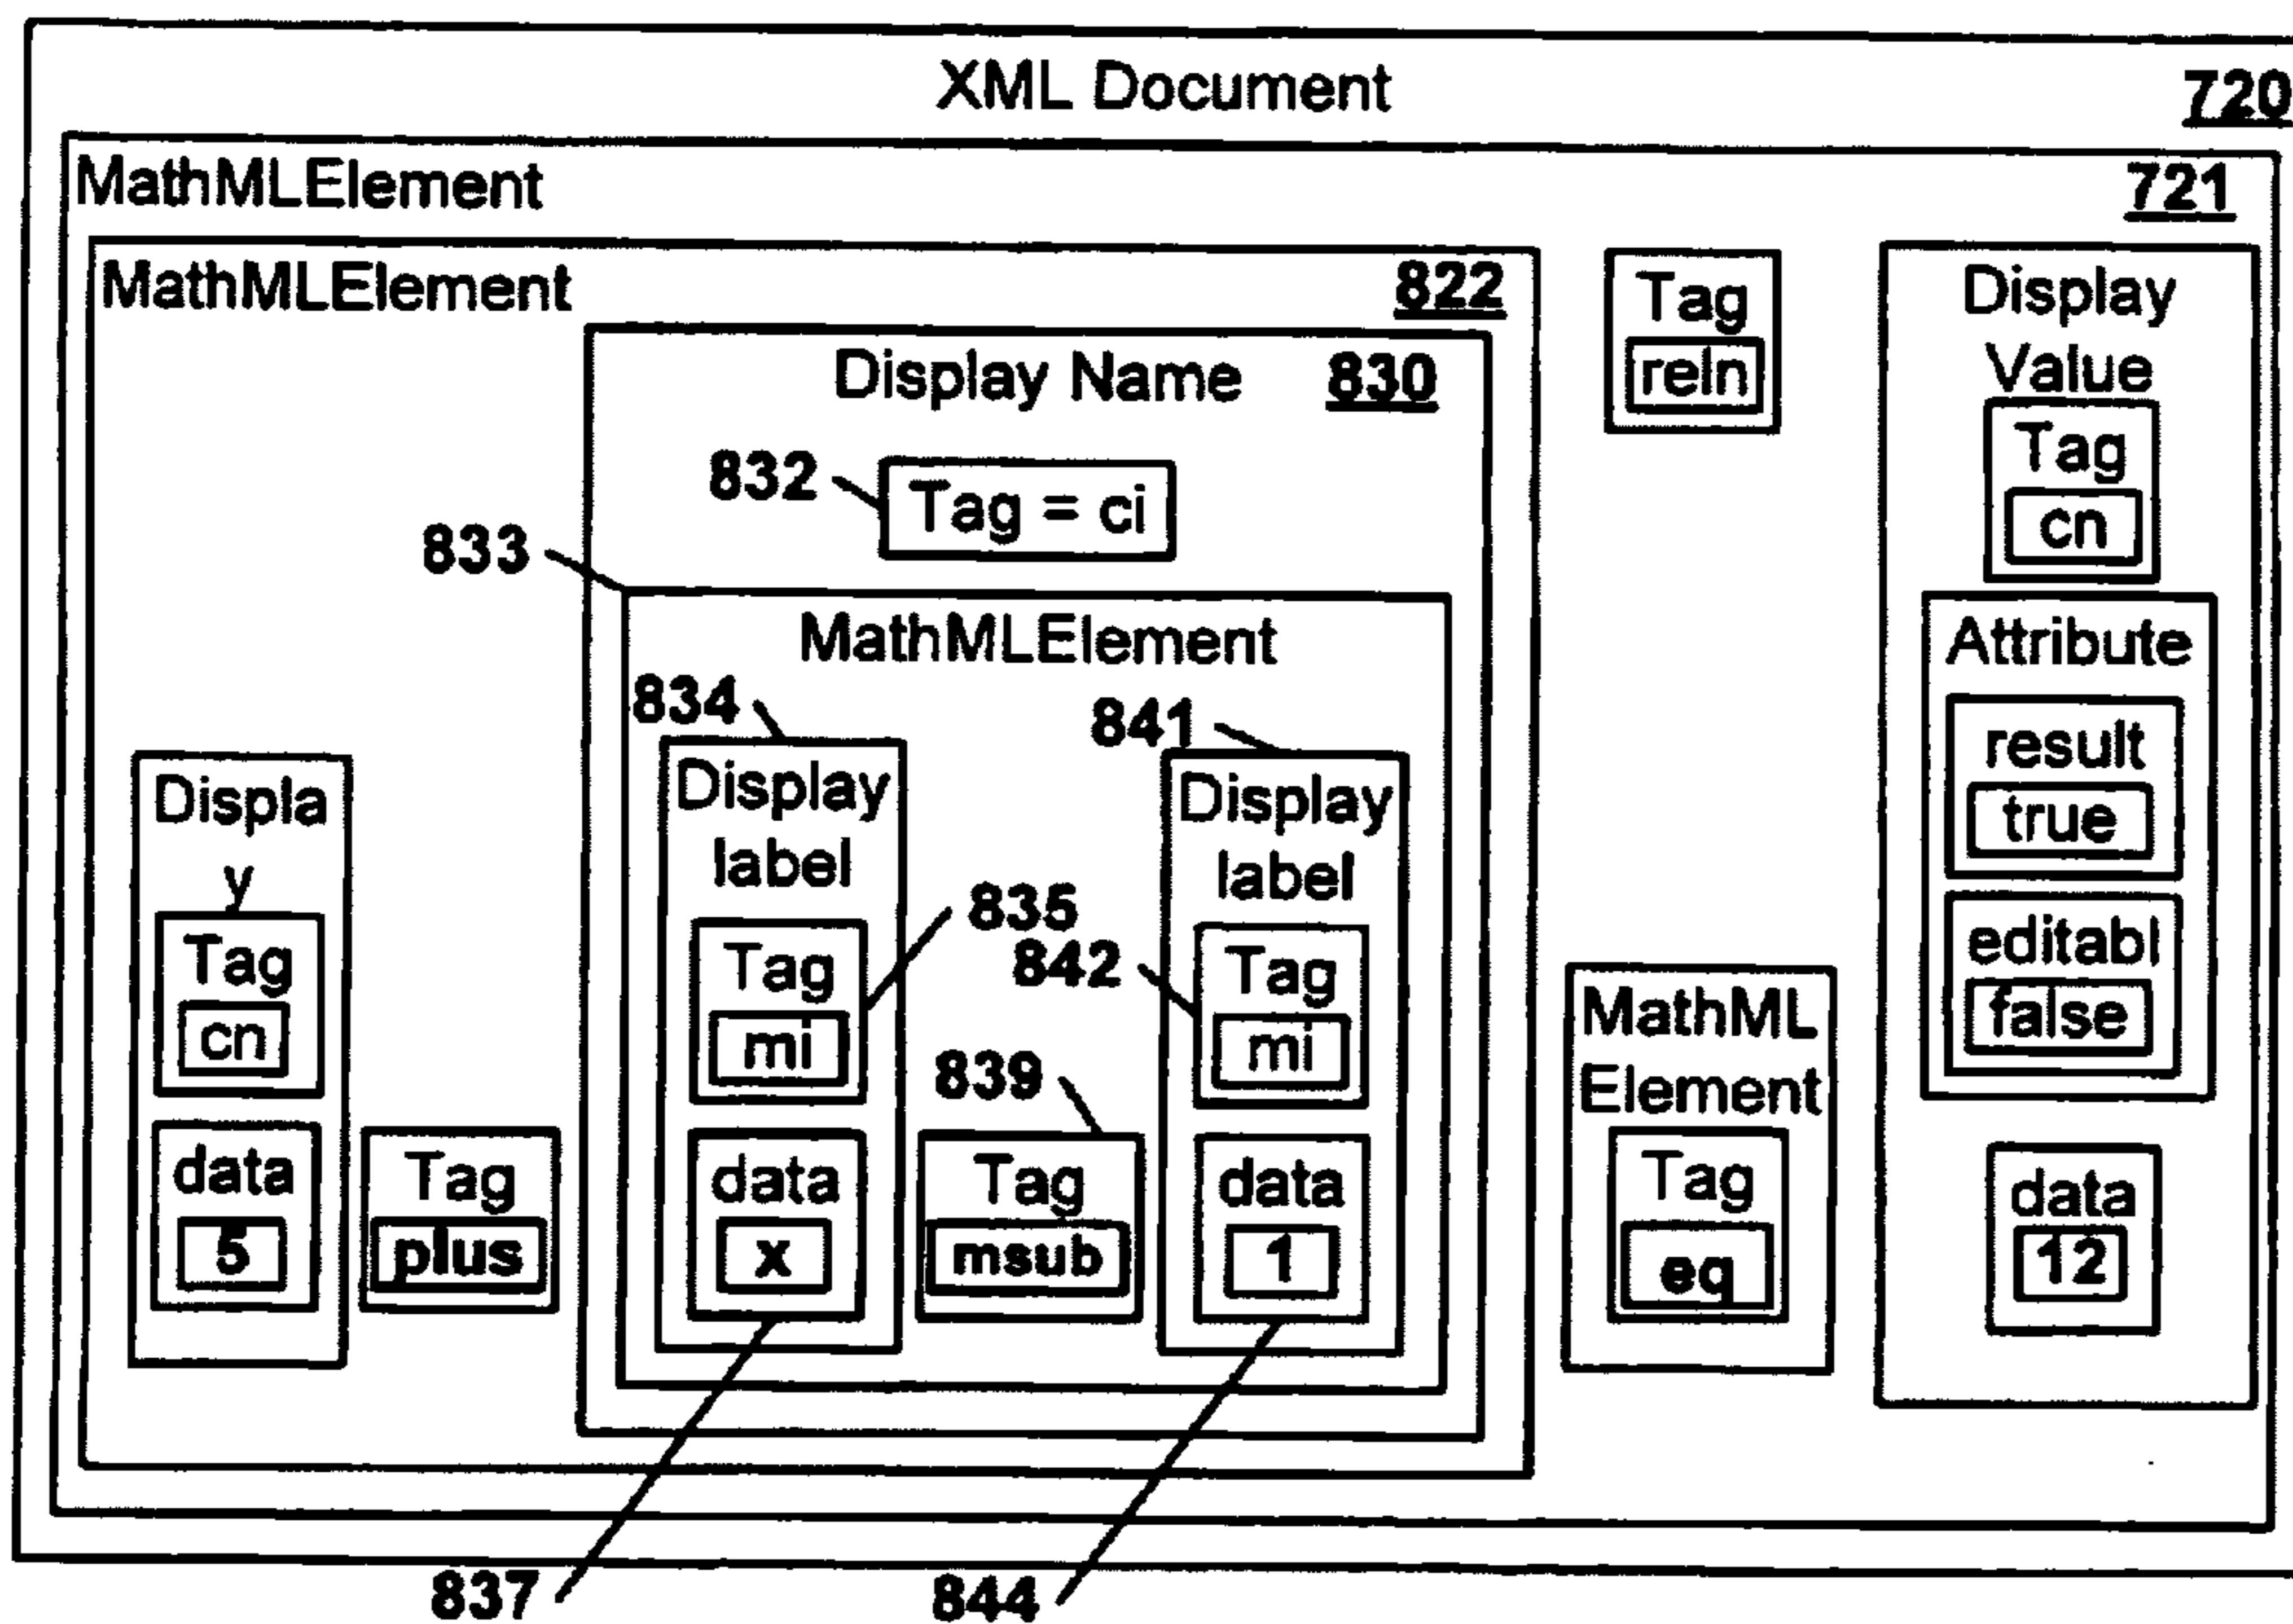 XML Document 720
MathMLElement 721
MathMLElement 822
Display Name 830
832
Tag = ci
833
MathMLElement
834
Display
label
835
Tag
mi
data
x
837
839
Tag
msub
841
Display
label
842
Tag
mi
data
1
844
Displa
y
Tag
cn
data
5
Tag
plus
Tag
reln
MathML
Element
Tag
eq
Display
Value
Tag
cn
Attribute
result
true
editabl
false
data
12